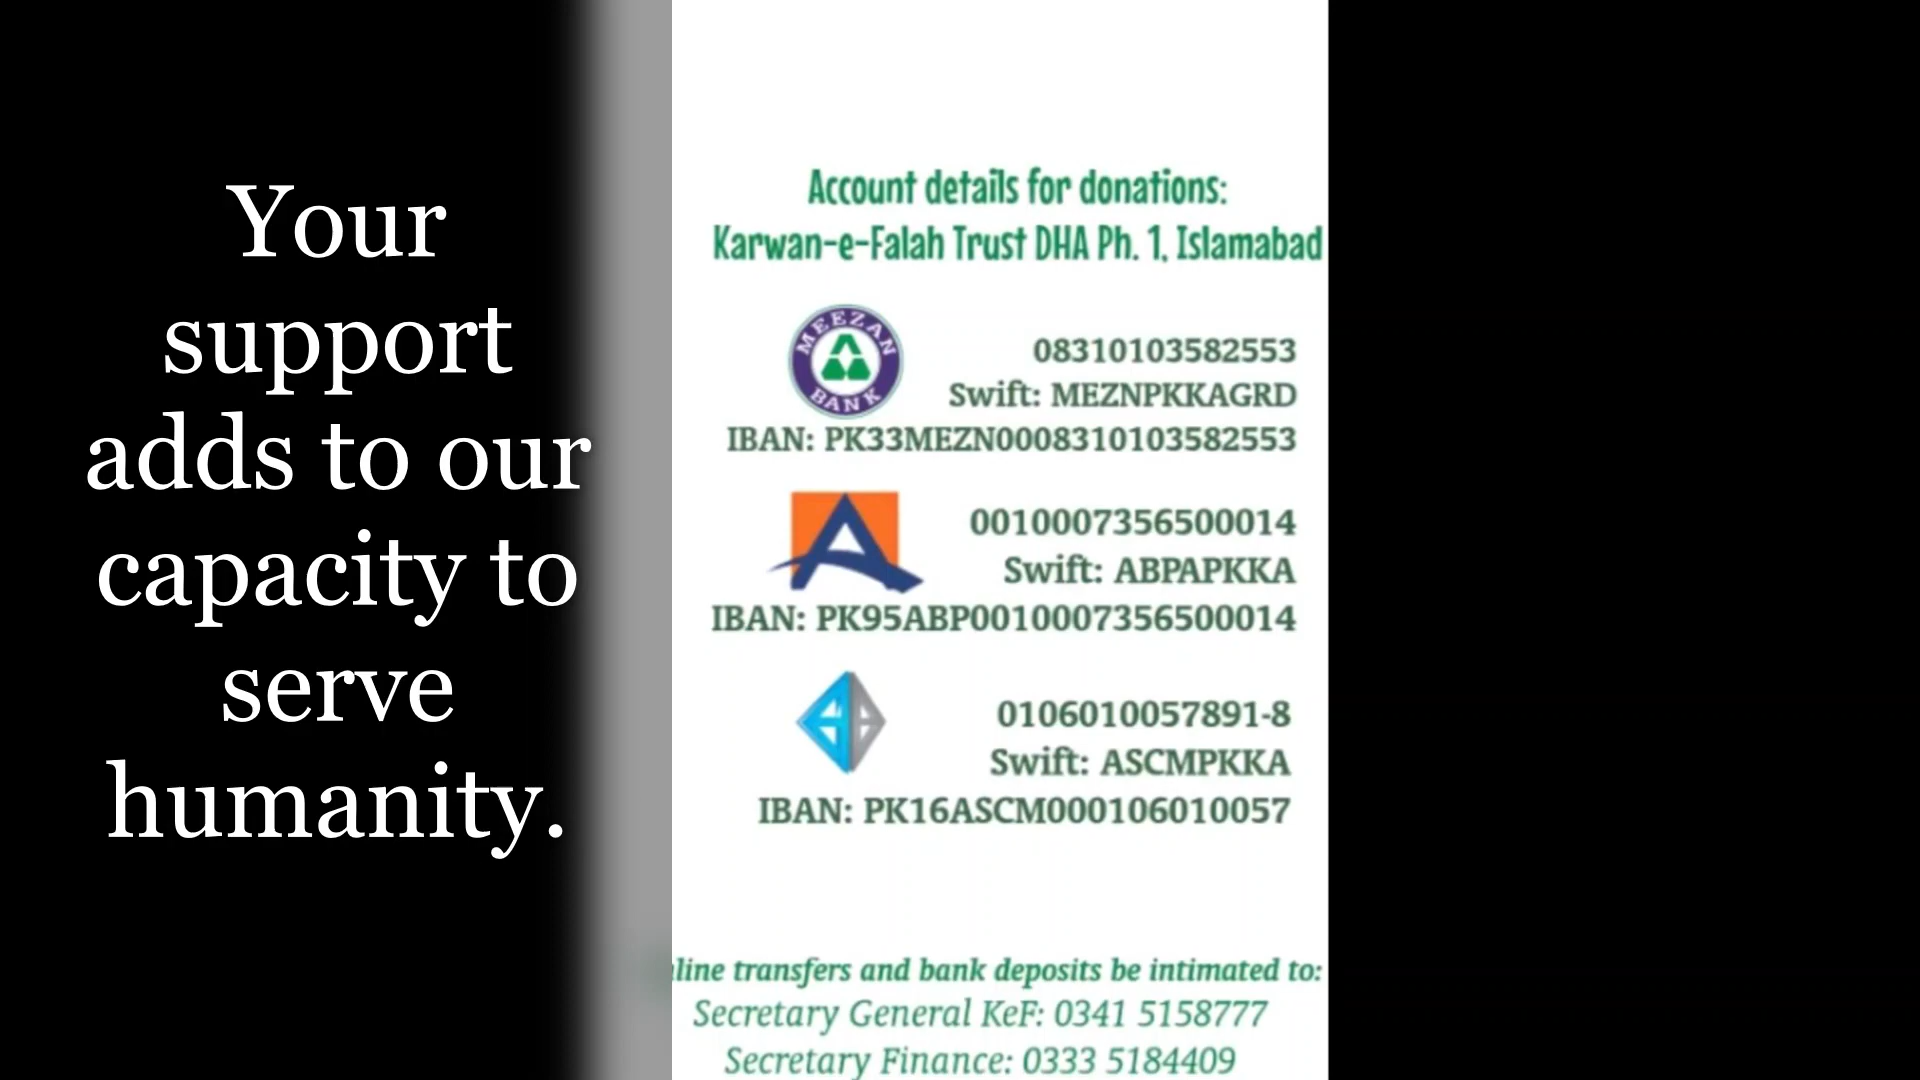 Your
support
adds to our
capacity to
serve
humanity.
Account details for donations:
Karwan-e-Falah Trust DHA Ph. 1, Islamabad
MEEZAN
BANK
08310103582553
Swift: MEZNPKKAGRD
IBAN: PK33MEZN0008310103582553
0010007356500014
Swift: ABPAPKKA
IBAN: PK95ABP0010007356500014
0106010057891-8
Swift: ASCMPKKA
IBAN: PK16ASCM000106010057
transfers and bank deposits be intimated to:
Secretary General KeF: 0341 5158777
Secretary Finance: 0333 5184409